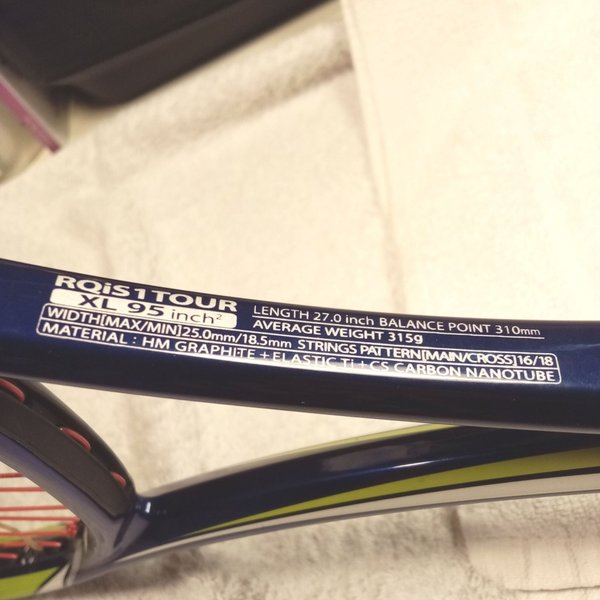 RQiS 1 TOUR
XL 95 inch²
LENGTH 27.0 inch BALANCE POINT 310mm
AVERAGE WEIGHT 315g
WIDTH[MAX/MIN]25.0mm/18.5mm STRINGS PATTERN[MAIN/CROSS]16/18
MATERIAL : HM GRAPHITE + ELASTIC Ti + CS CARBON NANOTUBE